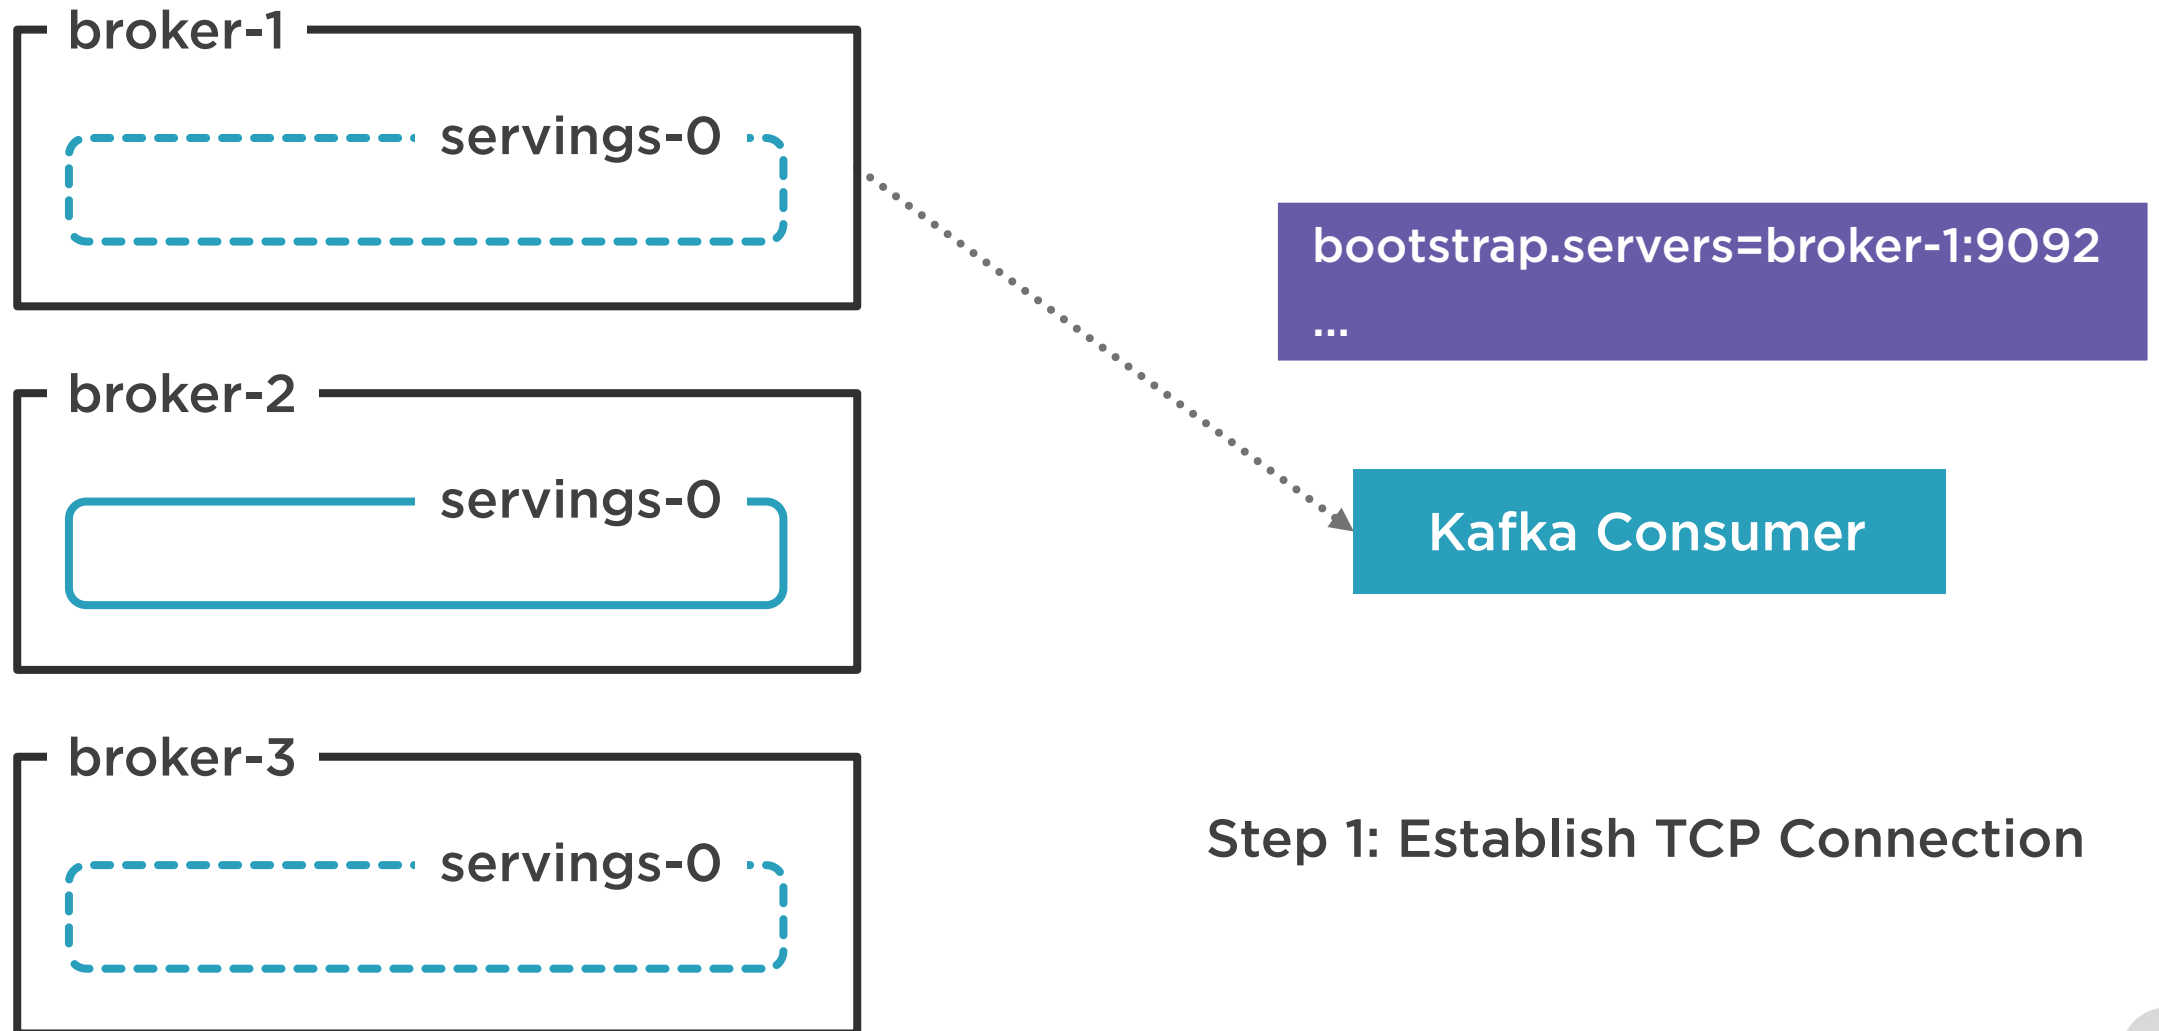 broker-1
servings-0
bootstrap.servers=broker-1:9092
...
broker-2
servings-0
Kafka Consumer
broker-3
servings-0
Step 1: Establish TCP Connection